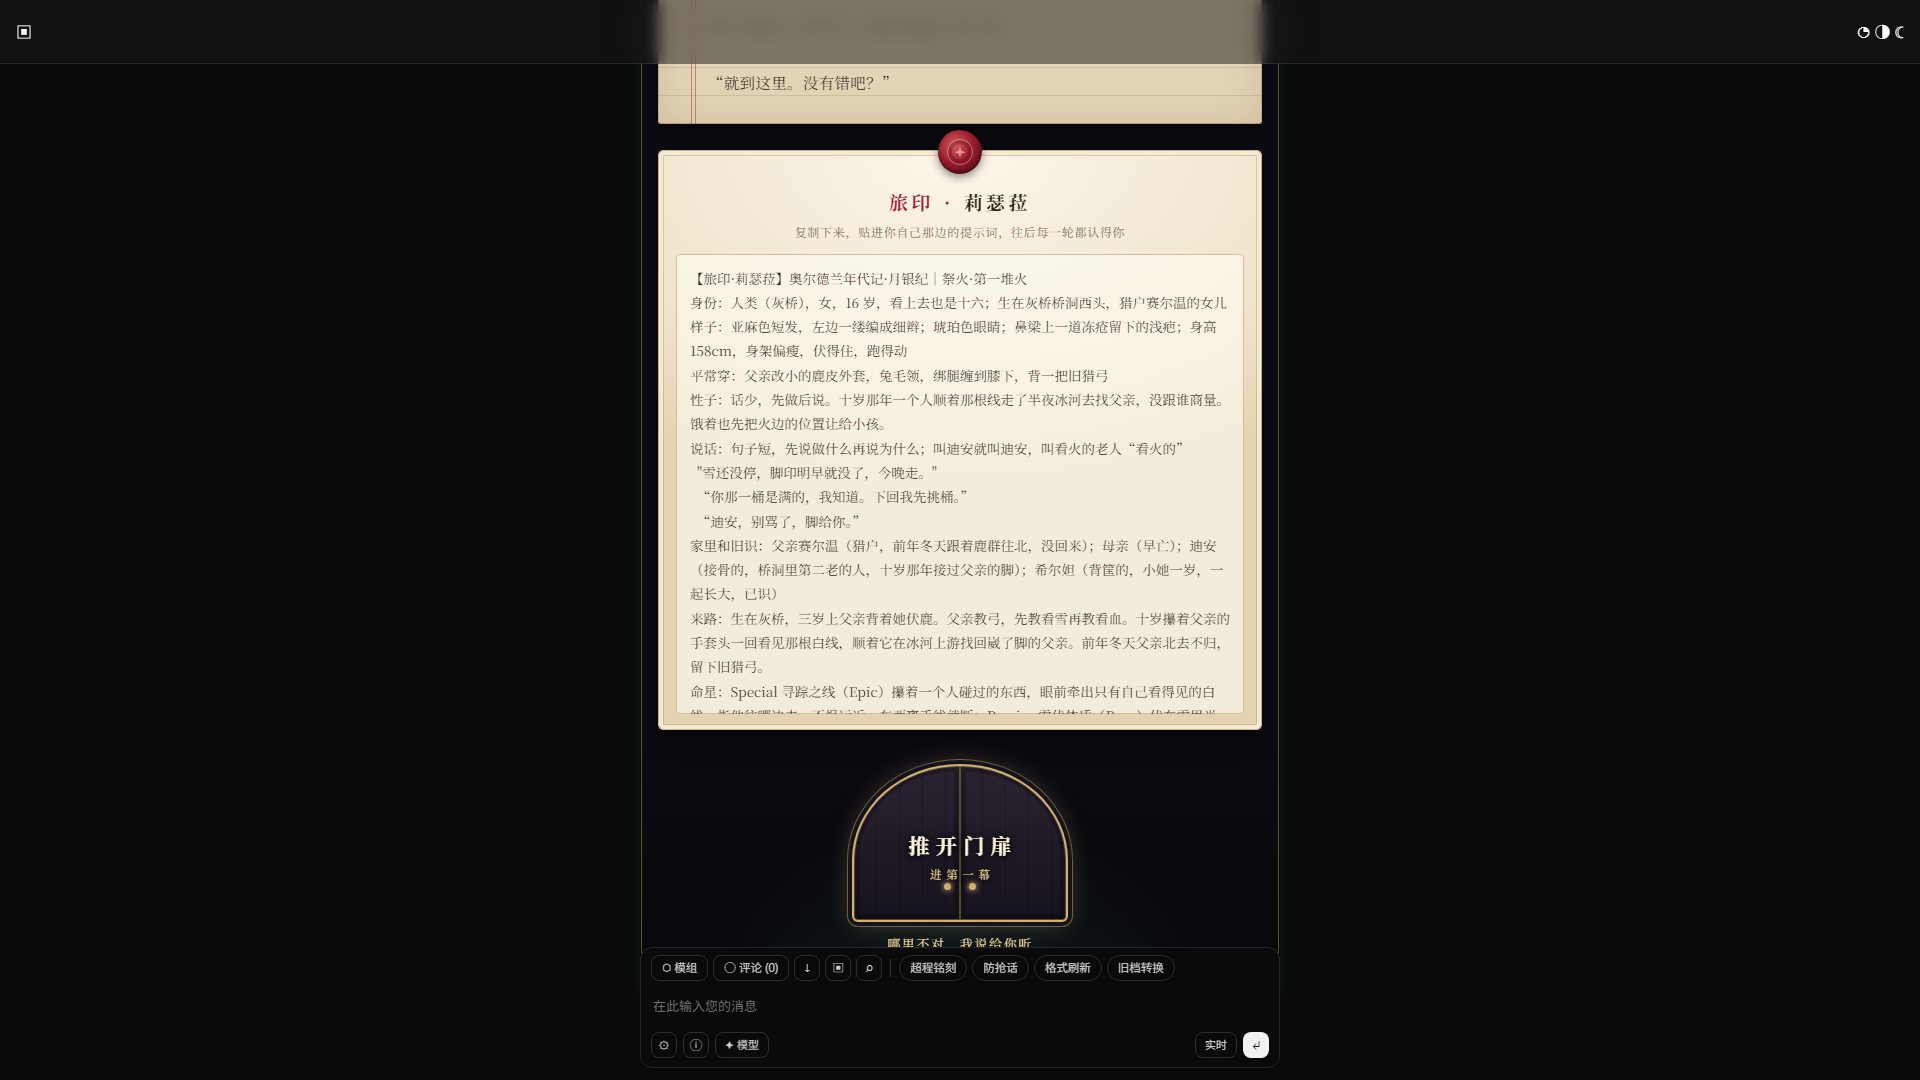 “就到这里。没有错吧？”
旅印 · 莉瑟菈
复制下来，贴进你自己那边的提示词，往后每一轮都认得你
【旅印·莉瑟菈】奥尔德兰年代记·月银纪｜祭火·第一堆火
身份：人类（灰桥），女，16 岁，看上去也是十六；生在灰桥桥洞西头，猎户赛尔温的女儿
样子：亚麻色短发，左边一缕编成细辫；琥珀色眼睛；鼻梁上一道冻疮留下的浅疤；身高
158cm，身架偏瘦，伏得住，跑得动
平常穿：父亲改小的鹿皮外套，兔毛领，绑腿缠到膝下，背一把旧猎弓
性子：话少，先做后说。十岁那年一个人顺着那根线走了半夜冰河去找父亲，没跟谁商量。
饿着也先把火边的位置让给小孩。
说话：句子短，先说做什么再说为什么；叫迪安就叫迪安，叫看火的老人“看火的”
"雪还没停，脚印明早就没了，今晚走。"
“你那一桶是满的，我知道。下回我先挑桶。”
“迪安，别骂了，脚给你。”
家里和旧识：父亲赛尔温（猎户，前年冬天跟着鹿群往北，没回来）；母亲（早亡）；迪安
（接骨的，桥洞里第二老的人，十岁那年接过父亲的脚）；希尔妲（背筐的，小她一岁，一
起长大，已识）
来路：生在灰桥，三岁上父亲背着她伏鹿。父亲教弓，先教看雪再教看血。十岁攥着父亲的
手套头一回看见那根白线，顺着它在冰河上游找回崴了脚的父亲。前年冬天父亲北去不归，
留下旧猎弓。
命星：Special 寻踪之线（Epic）攥着一个人碰过的东西，眼前牵出只有自己看得见的白
推开门扉
进第一幕
哪里不对，我说给你听
模组
评论 (0)
超程铭刻
防抢话
格式刷新
旧档转换
在此输入您的消息
模型
实时